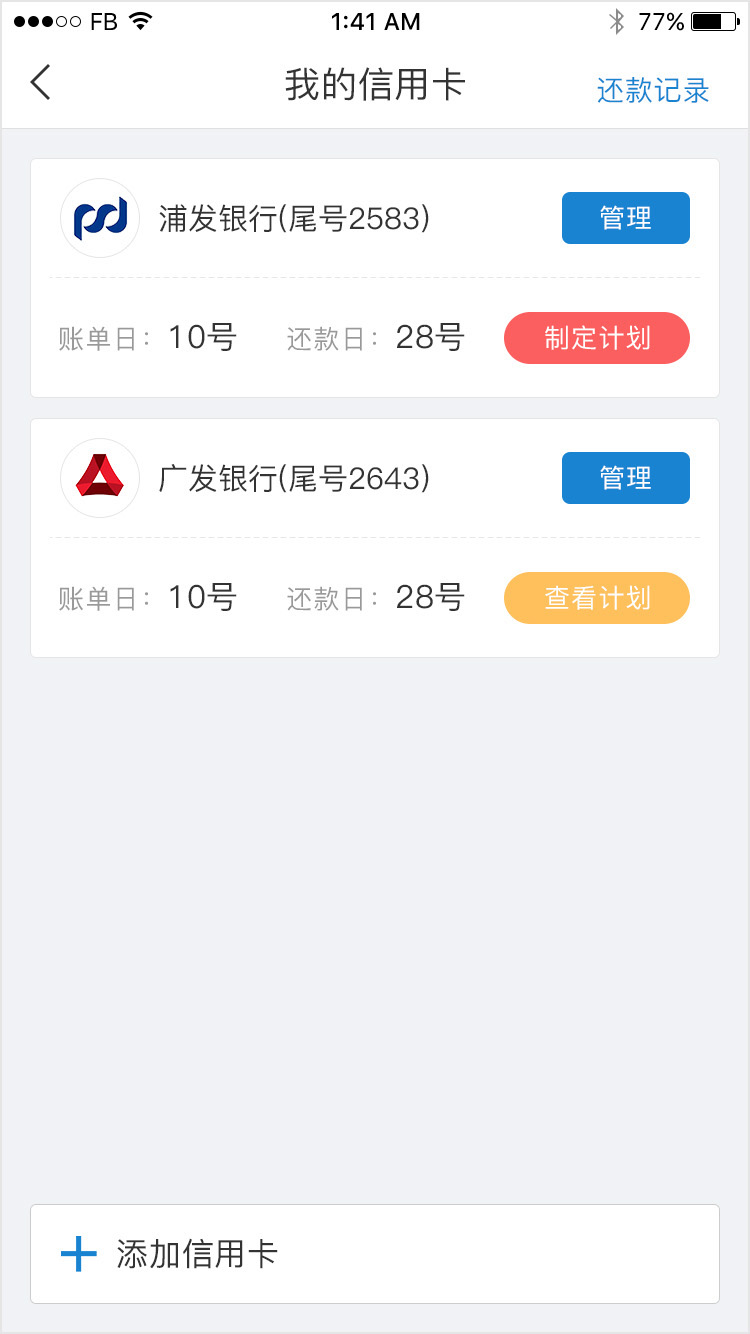 FB 1:41 AM 77%
我的信用卡 还款记录
浦发银行(尾号2583) 管理
账单日: 10号 还款日: 28号 制定计划
广发银行(尾号2643) 管理
账单日: 10号 还款日: 28号 查看计划
添加信用卡